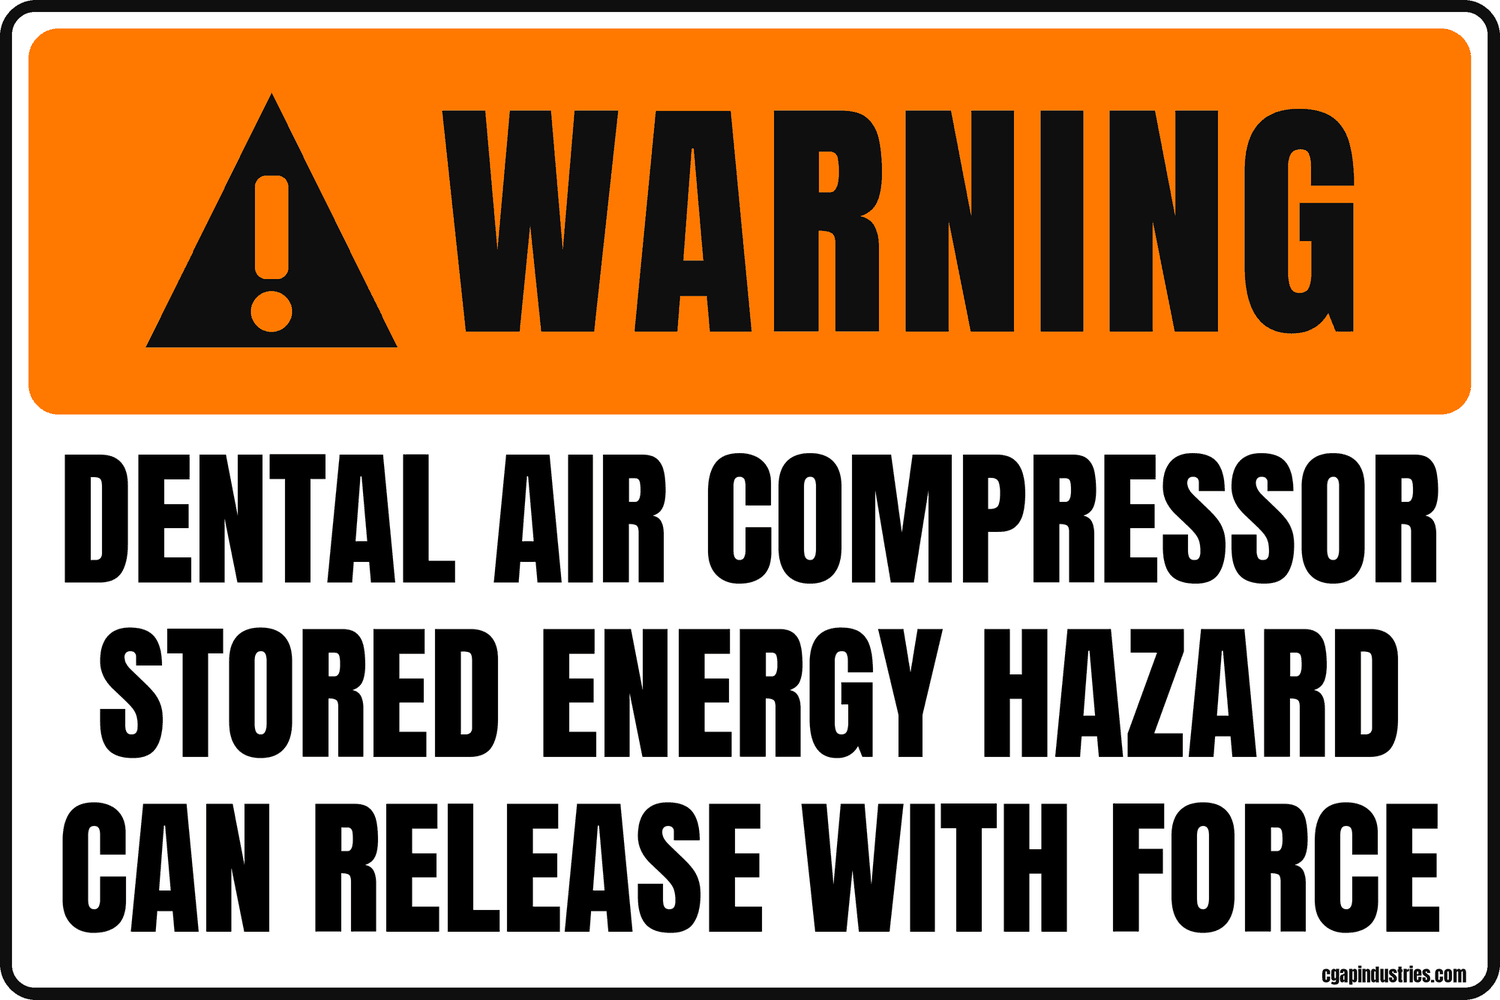 WARNING
DENTAL AIR COMPRESSOR
STORED ENERGY HAZARD
CAN RELEASE WITH FORCE
cgapindustries.com